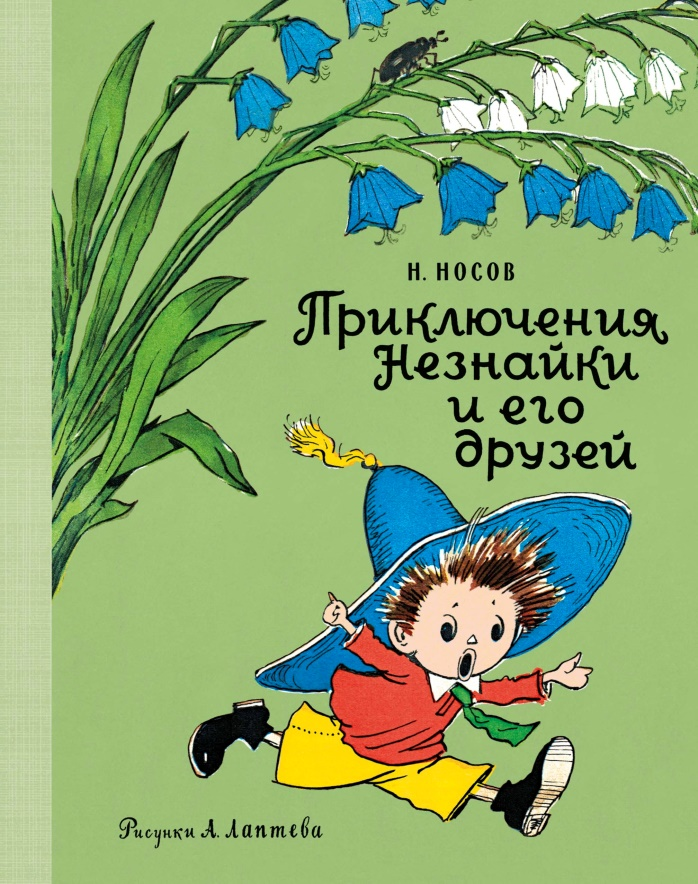 Н. НОСОВ
Приключения
Незнайки
и его
друзей
Рисунки А. Лаптева